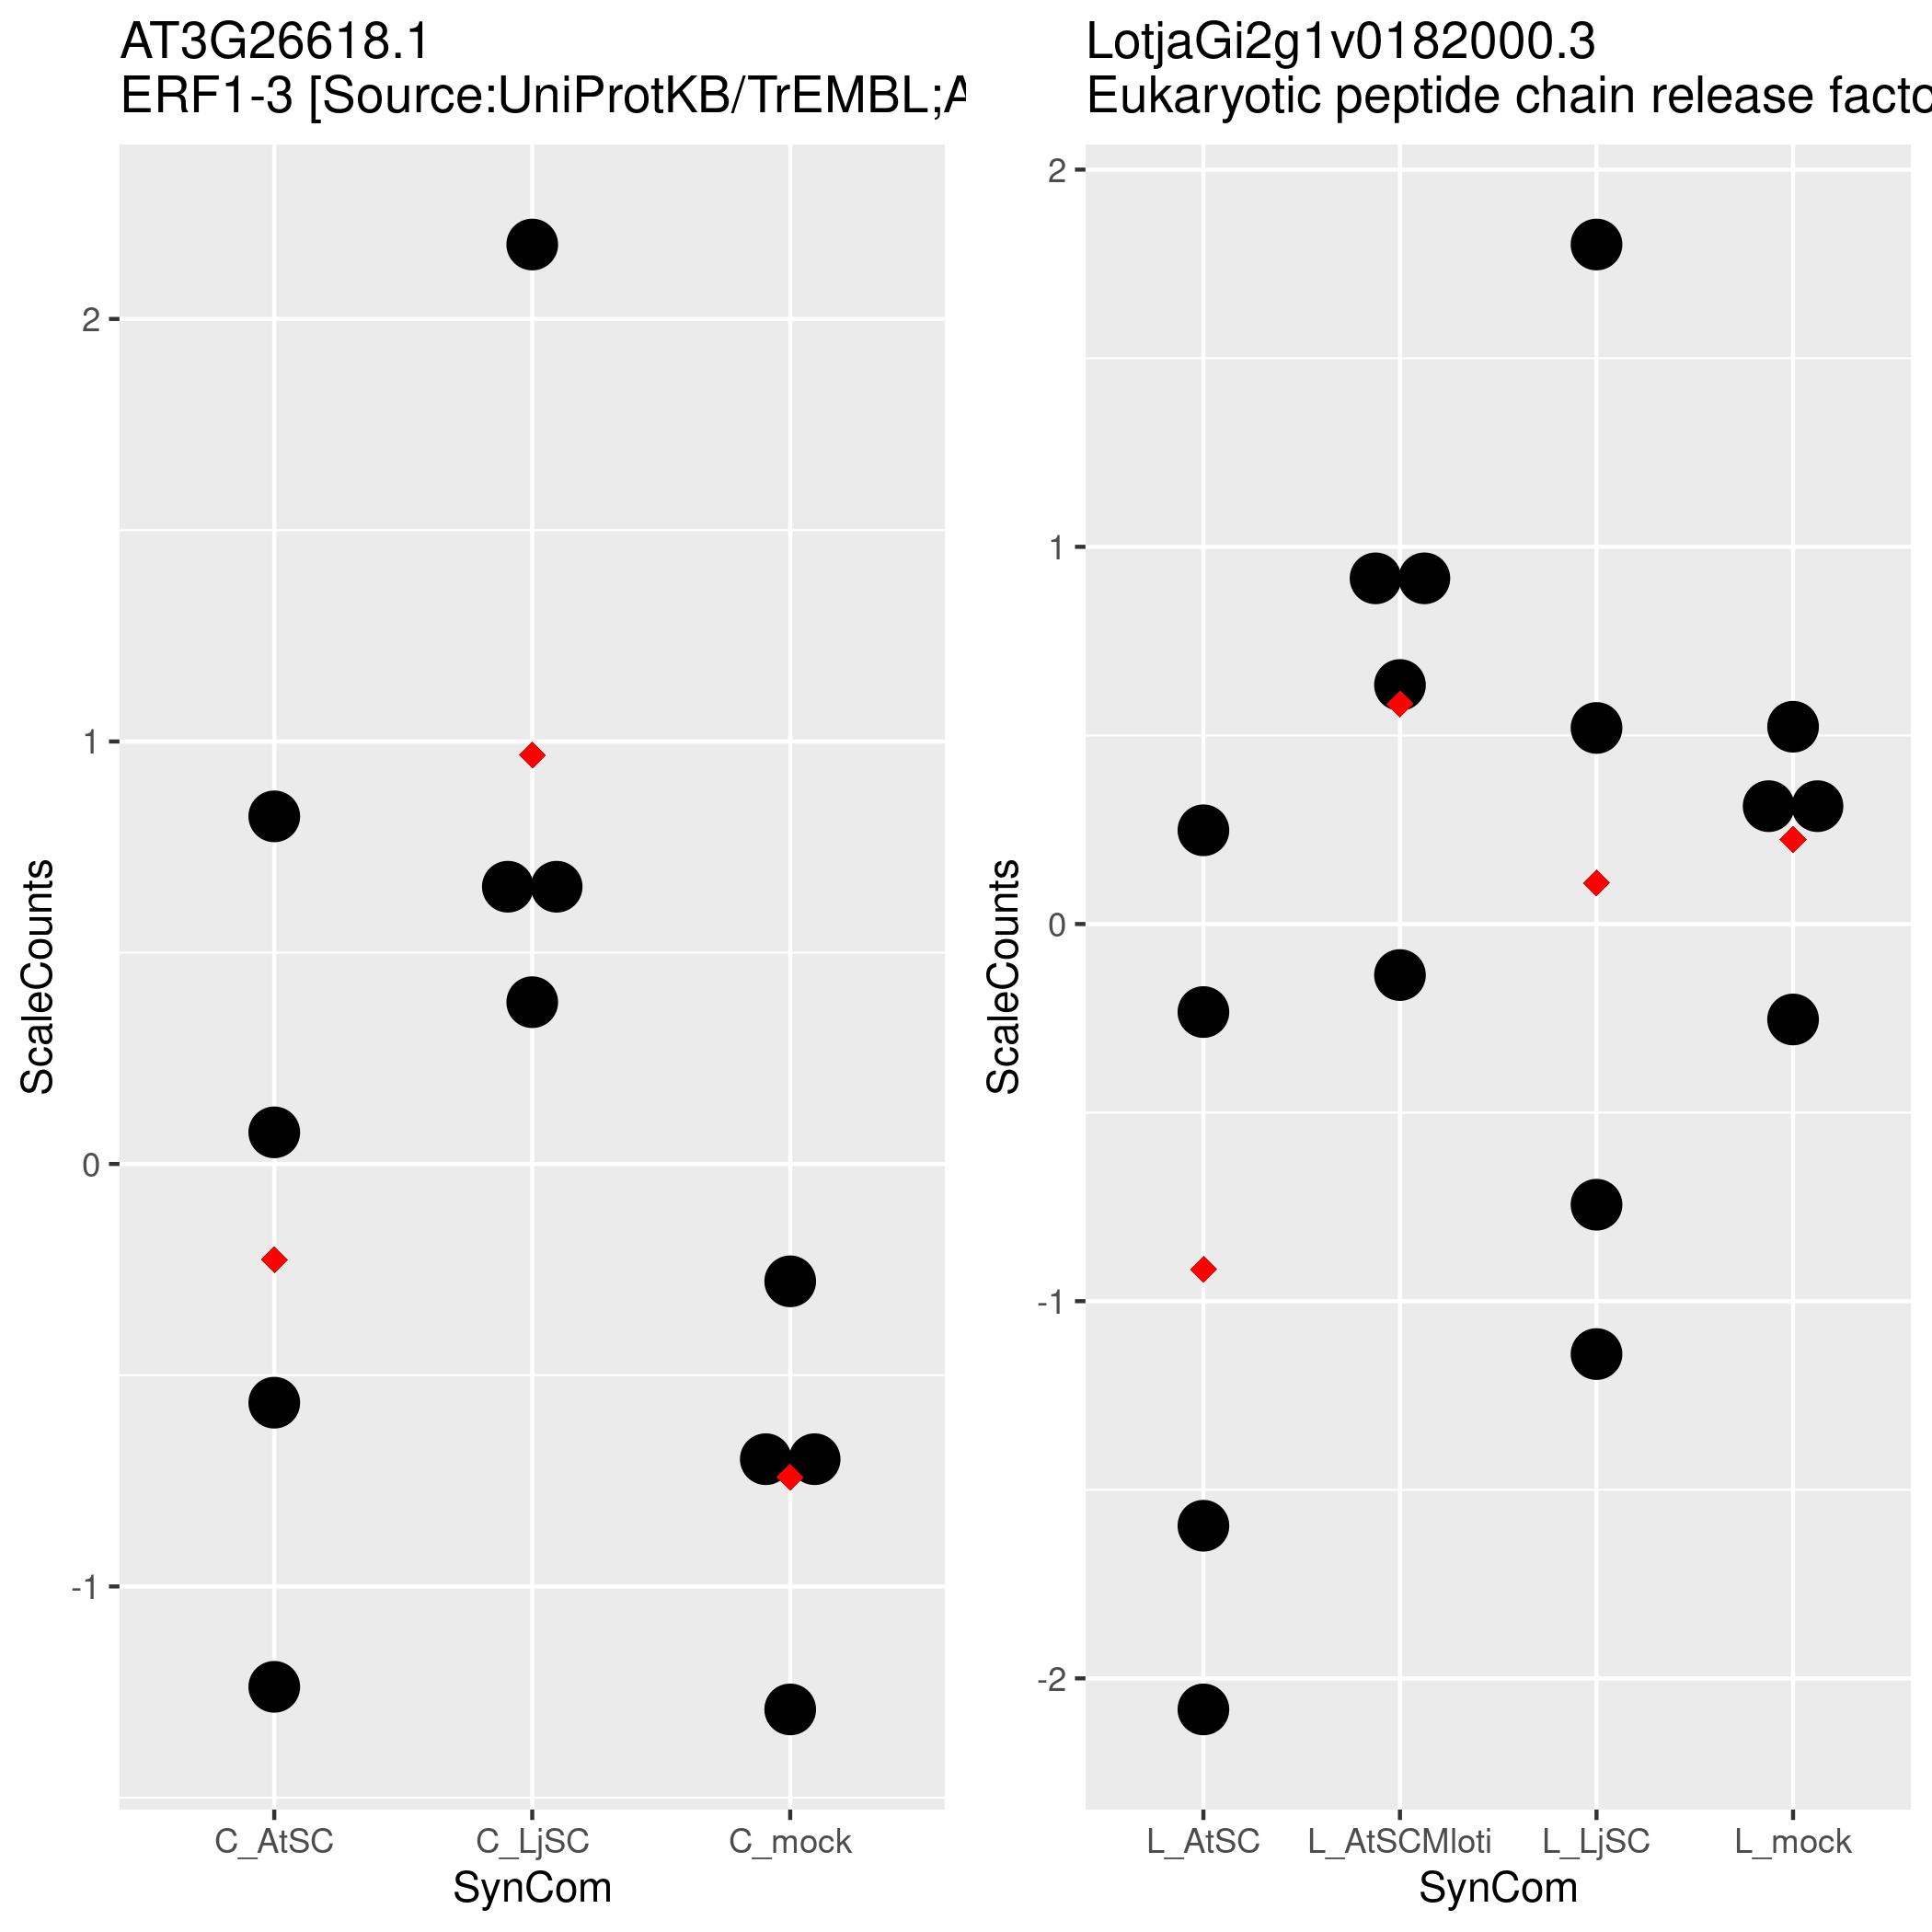 AT3G26618.1
ERF1-3 [Source:UniProtKB/TrEMBL;A
ScaleCounts
2
1
0
-1
C_AtSC
C_LjSC
C_mock
SynCom
LotjaGi2g1v0182000.3
Eukaryotic peptide chain release facto
ScaleCounts
2
1
0
-1
-2
L_AtSC
L_AtSCMloti
L_LjSC
L_mock
SynCom